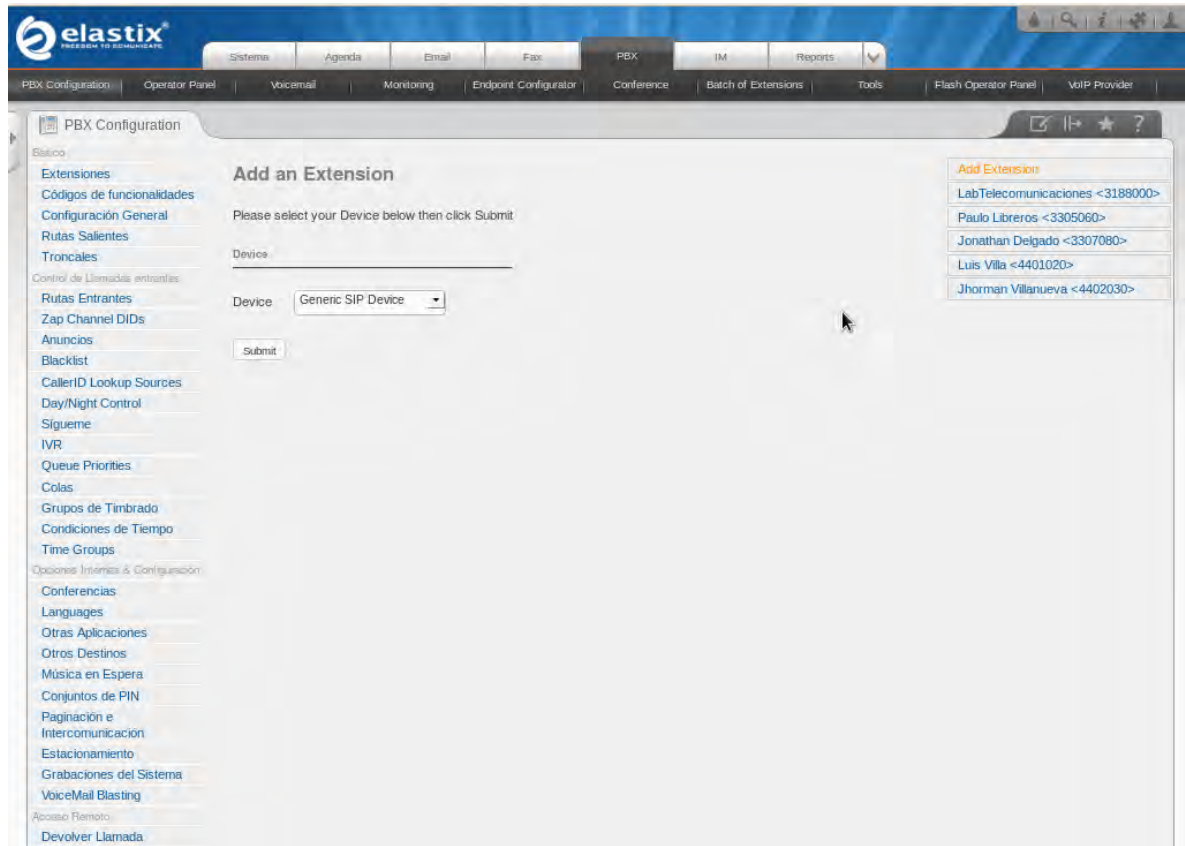 elastix®
FREEDOM TO COMMUNICATE
Sistema Agenda Email Fax PBX IM Reports
PBX Configuration Operator Panel Voicemail Monitoring Endpoint Configurator Conference Batch of Extensions Tools Flash Operator Panel VoIP Provider
PBX Configuration
Básico
Extensiones
Códigos de funcionalidades
Configuración General
Rutas Salientes
Troncales
Control de Llamadas entrantes
Rutas Entrantes
Zap Channel DIDs
Anuncios
Blacklist
CallerID Lookup Sources
Day/Night Control
Sígueme
IVR
Queue Priorities
Colas
Grupos de Timbrado
Condiciones de Tiempo
Time Groups
Opciones Internas & Configuración
Conferencias
Languages
Otras Aplicaciones
Otros Destinos
Música en Espera
Conjuntos de PIN
Paginación e
Intercomunicación
Estacionamiento
Grabaciones del Sistema
VoiceMail Blasting
Acceso Remoto
Devolver Llamada
Add an Extension
Please select your Device below then click Submit
Device
Device Generic SIP Device
Submit
Add Extension
LabTelecomunicaciones <3188000>
Paulo Libreros <3305060>
Jonathan Delgado <3307080>
Luis Villa <4401020>
Jhorman Villanueva <4402030>